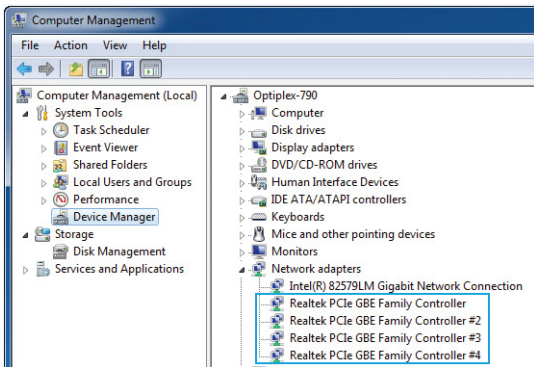 Computer Management
File Action View Help
Computer Management (Local)
System Tools
Task Scheduler
Event Viewer
Shared Folders
Local Users and Groups
Performance
Device Manager
Storage
Disk Management
Services and Applications
Optiplex-790
Computer
Disk drives
Display adapters
DVD/CD-ROM drives
Human Interface Devices
IDE ATA/ATAPI controllers
Keyboards
Mice and other pointing devices
Monitors
Network adapters
Intel(R) 82579LM Gigabit Network Connection
Realtek PCIe GBE Family Controller
Realtek PCIe GBE Family Controller #2
Realtek PCIe GBE Family Controller #3
Realtek PCIe GBE Family Controller #4